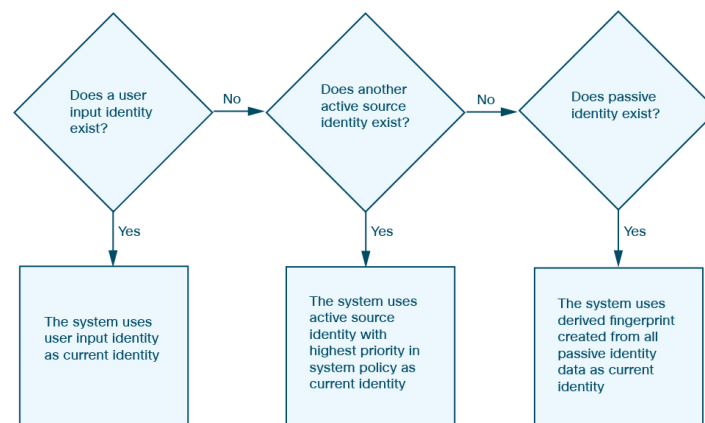 Does a user
input identity
exist?
No
Does another
active source
identity exist?
No
Does passive
identity exist?
Yes
Yes
Yes
The system uses
user input identity
as current identity
The system uses
active source
identity with
highest priority in
system policy as
current identity
The system uses
derived fingerprint
created from all
passive identity
data as current
identity